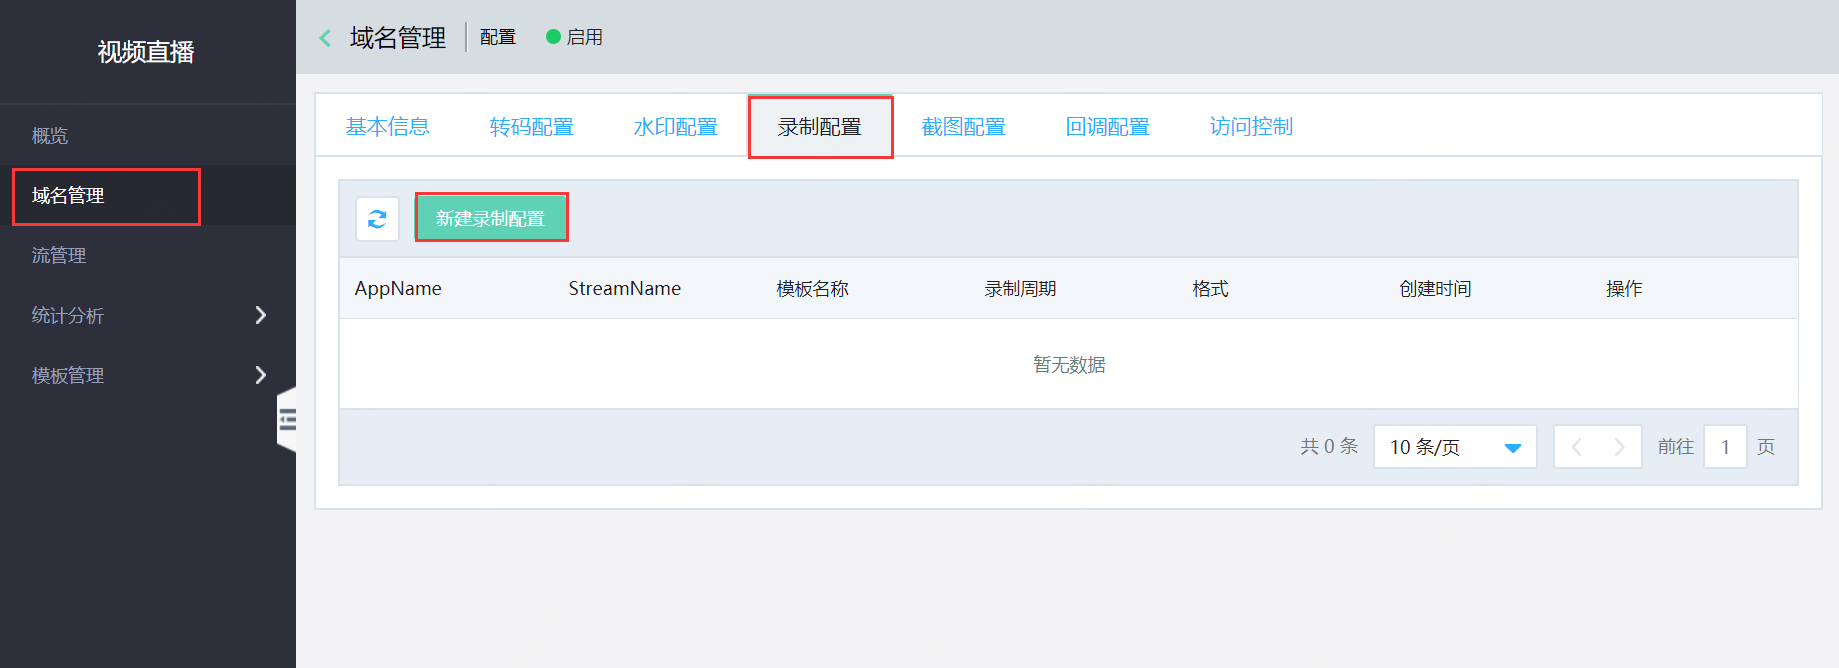 视频直播
概览
域名管理
流管理
统计分析
模板管理
域名管理 配置 启用
基本信息 转码配置 水印配置 录制配置 截图配置 回调配置 访问控制
新建录制配置
AppName StreamName 模板名称 录制周期 格式 创建时间 操作
暂无数据
共 0 条 10 条/页 前往 1 页